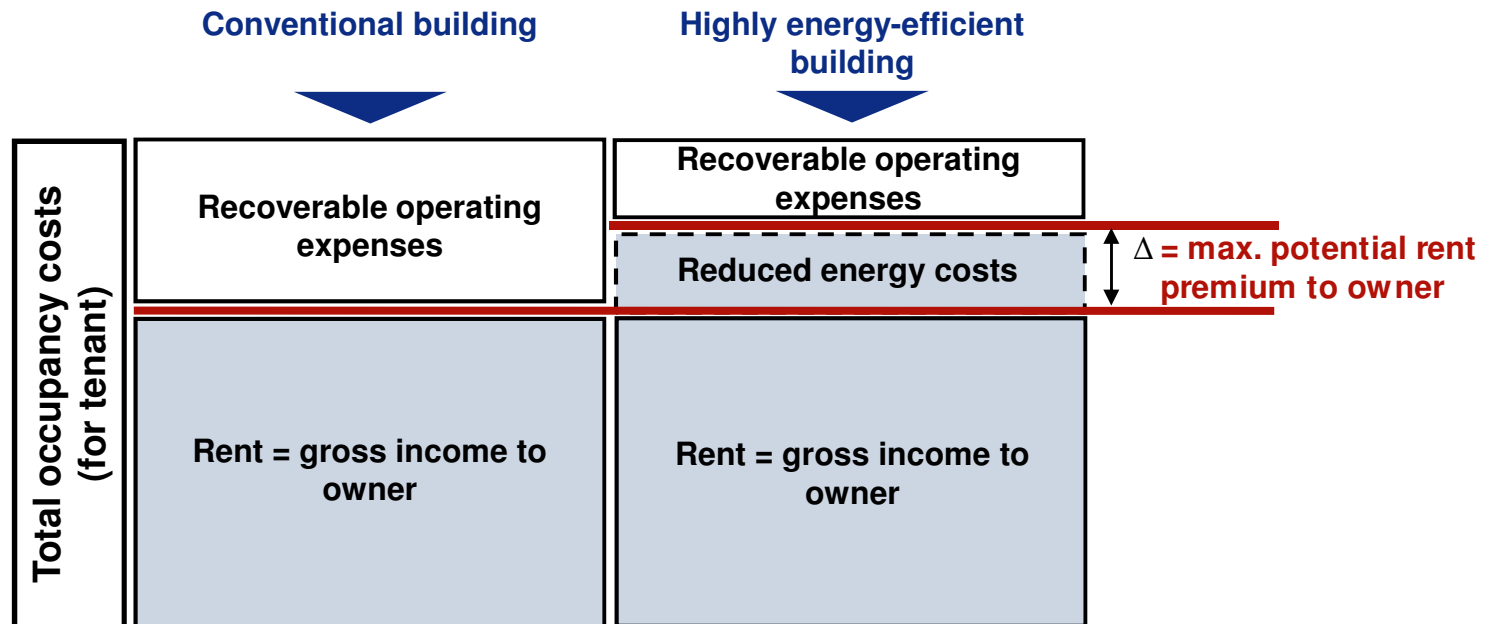 Conventional building
Highly energy-efficient
building
Total occupancy costs
(for tenant)
Recoverable operating
expenses
Recoverable operating
expenses
Reduced energy costs
Δ = max. potential rent
premium to owner
Rent = gross income to
owner
Rent = gross income to
owner